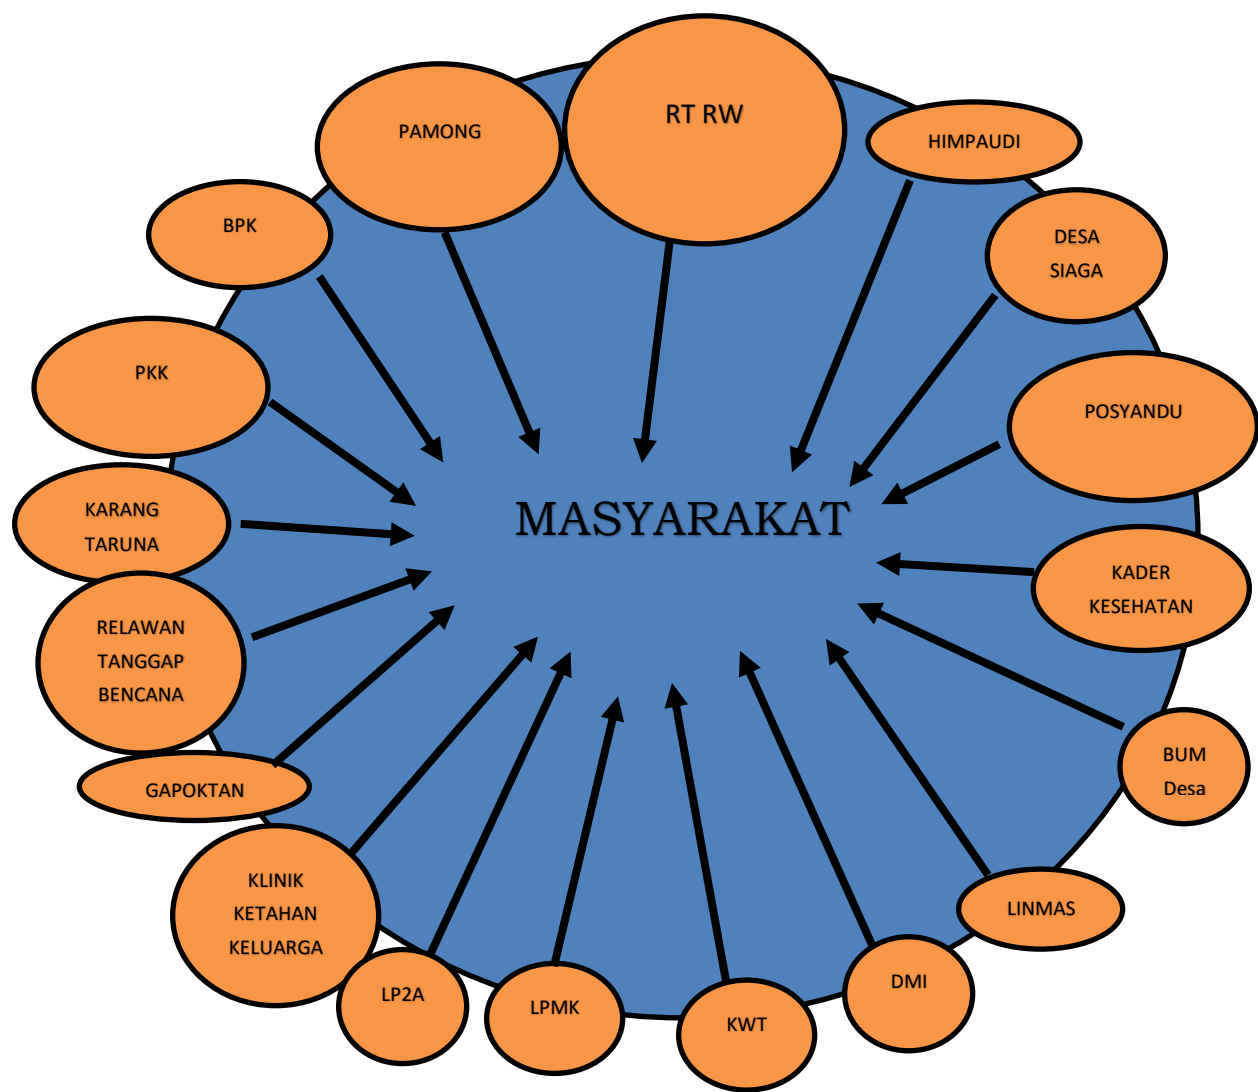 RT RW
PAMONG
HIMPAUDI
BPK
DESA
SIAGA
PKK
POSYANDU
MASYARAKAT
KARANG
TARUNA
KADER
KESEHATAN
RELAWAN
TANGGAP
BENCANA
BUM
Desa
GAPOKTAN
KLINIK
KETAHAN
KELUARGA
LINMAS
DMI
LP2A
LPMK
KWT